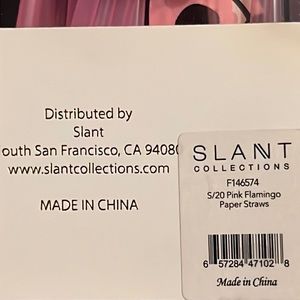 Distributed by
Slant
outh San Francisco, CA 94080
www.slantcollections.com
MADE IN CHINA
SLANT
COLLECTIONS
F146574
S/20 Pink Flamingo
Paper Straws
6 57284 47102 8
Made in China